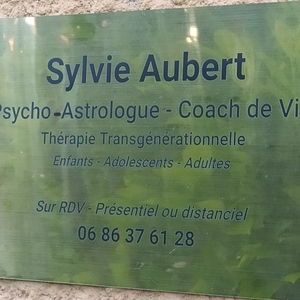 Sylvie Aubert
Psycho-Astrologue - Coach de Vi
Thérapie Transgénérationnelle
Enfants - Adolescents - Adultes
Sur RDV - Présentiel ou distanciel
06 86 37 61 28